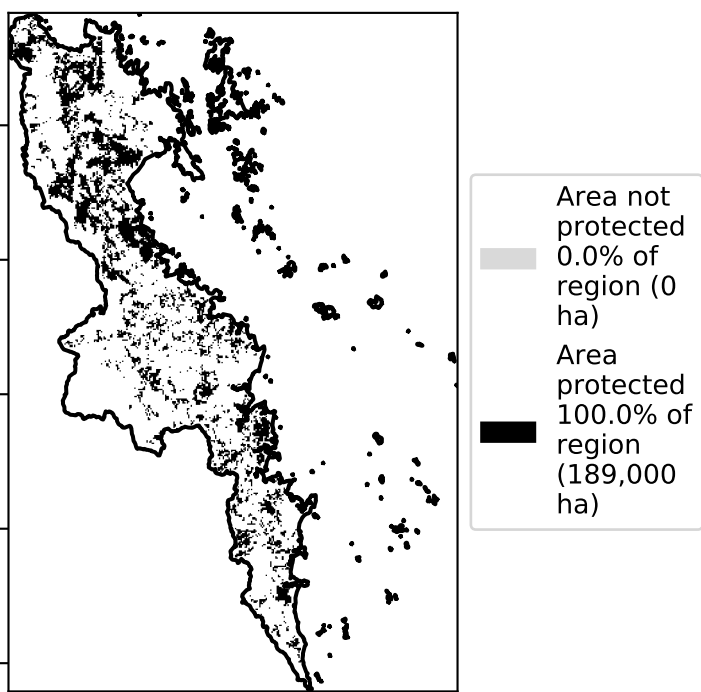 Area not
protected
0.0% of
region (0
ha)
Area
protected
100.0% of
region
(189,000
ha)